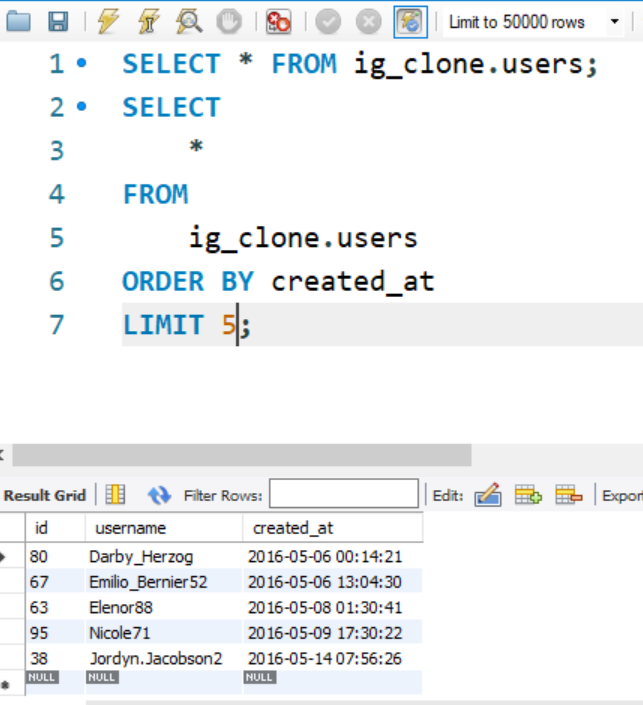 Limit to 50000 rows
1 SELECT * FROM ig_clone.users;
2 SELECT
3 *
4 FROM
5 ig_clone.users
6 ORDER BY created_at
7 LIMIT 5;
Result Grid Filter Rows: Edit: Export
id username created_at
80 Darby_Herzog 2016-05-06 00:14:21
67 Emilio_Bernier52 2016-05-06 13:04:30
63 Elenor88 2016-05-08 01:30:41
95 Nicole71 2016-05-09 17:30:22
38 Jordyn.Jacobson2 2016-05-14 07:56:26
NULL NULL NULL